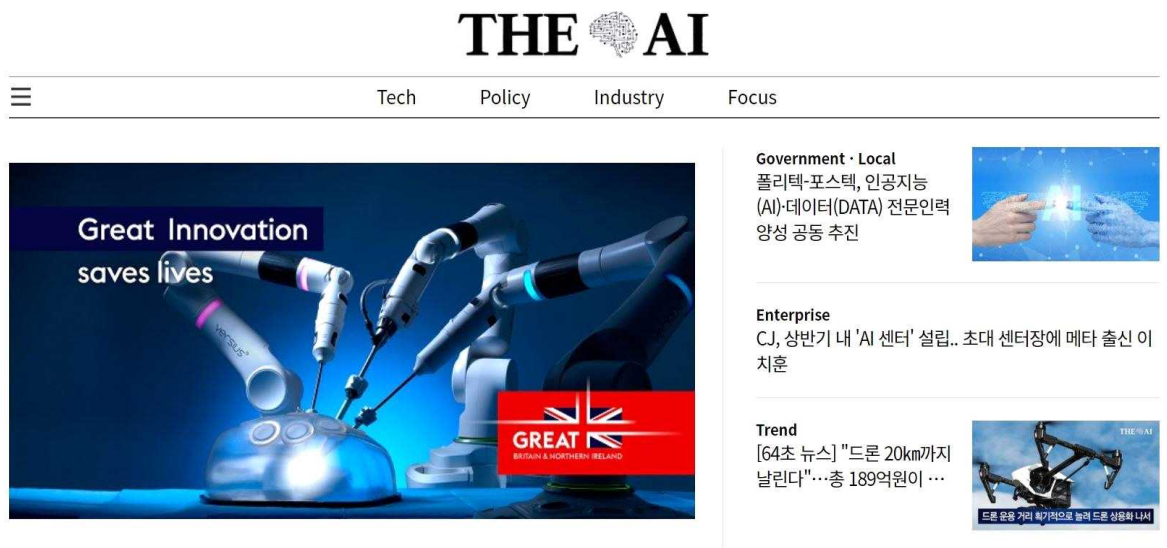 THE AI
Tech Policy Industry Focus
Great Innovation
saves lives
versius
GREAT
BRITAIN & NORTHERN IRELAND
Government · Local
폴리텍-포스텍, 인공지능
(AI)·데이터(DATA) 전문인력
양성 공동 추진
AI
Enterprise
CJ, 상반기 내 'AI 센터' 설립.. 초대 센터장에 메타 출신 이
치훈
Trend
[64초 뉴스] "드론 20㎞까지
날린다"…총 189억원이 …
THE AI
드론 운용 거리 획기적으로 늘려 드론 상용화 나서